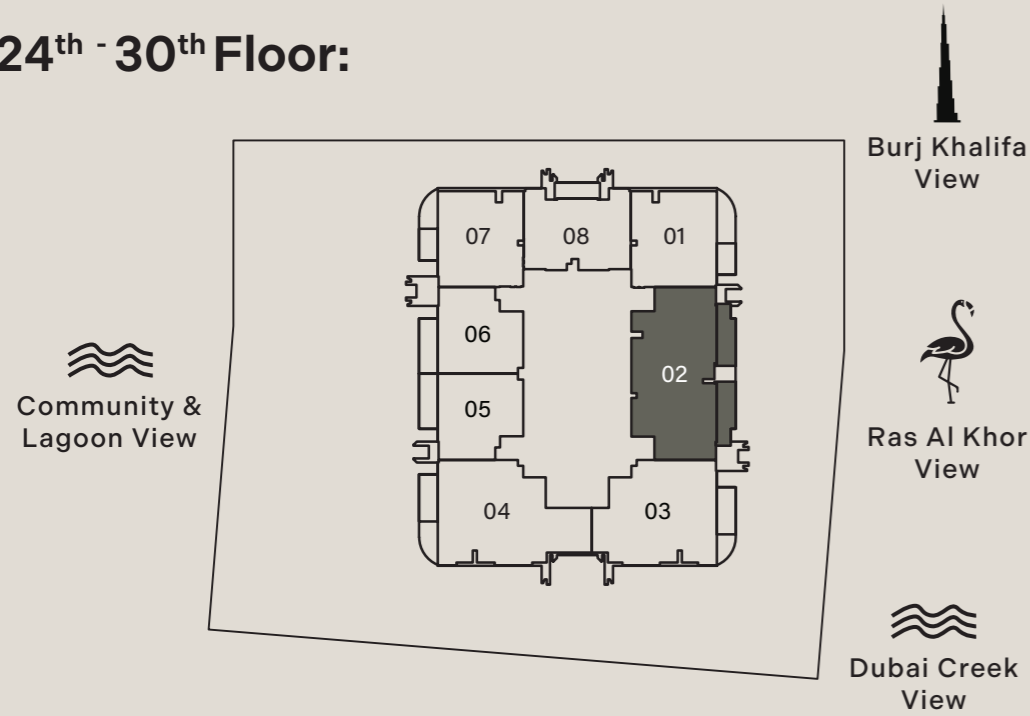 24th - 30th Floor:
Burj Khalifa
View
07
08
01
06
02
05
Community &
Lagoon View
Ras Al Khor
View
04
03
Dubai Creek
View